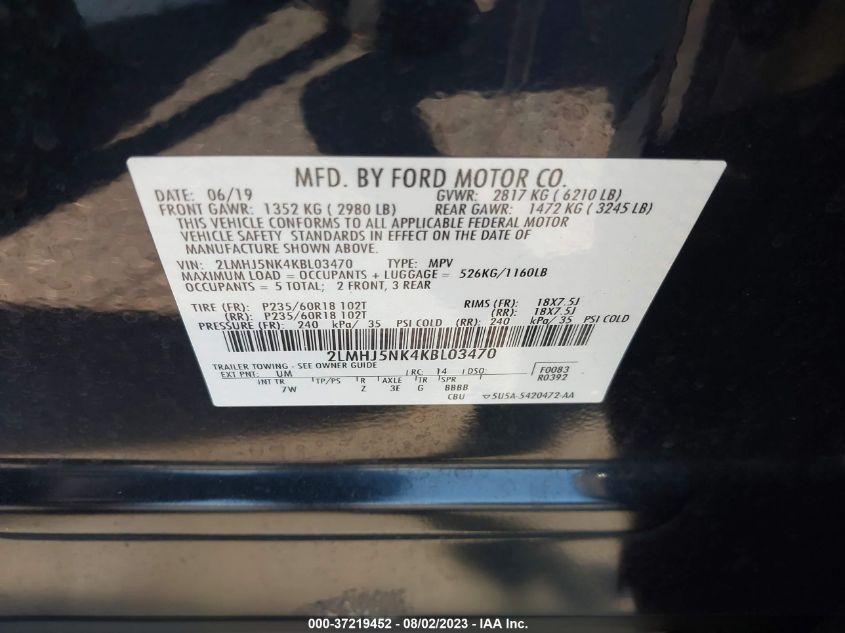 MFD. BY FORD MOTOR CO.
DATE: 06/19 GVWR: 2817 KG ( 6210 LB)
FRONT GAWR: 1352 KG ( 2980 LB) REAR GAWR: 1472 KG ( 3245 LB)
THIS VEHICLE CONFORMS TO ALL APPLICABLE FEDERAL MOTOR
VEHICLE SAFETY STANDARDS IN EFFECT ON THE DATE OF
MANUFACTURE SHOWN ABOVE.
VIN: 2LMHJ5NK4KBL03470 TYPE: MPV
MAXIMUM LOAD = OCCUPANTS + LUGGAGE = 526KG/1160LB
OCCUPANTS = 5 TOTAL; 2 FRONT, 3 REAR
TIRE (FR): P235/60R18 102T RIMS (FR): 18X7.5J
(RR): P235/60R18 102T (RR): 18X7.5J
PRESSURE (FR): 240 kPa/ 35 PSI COLD (RR): 240 kPa/ 35 PSI COLD
2LMHJ5NK4KBL03470
TRAILER TOWING - SEE OWNER GUIDE
EXT PNT: UM RC: 14 DSO: F0083
R0392
INT TR TP/PS R AXLE TR SPR
7W Z 3E G BBBB
CBU 5U5A-5420472-AA
000-37219452 - 08/02/2023 - IAA Inc.